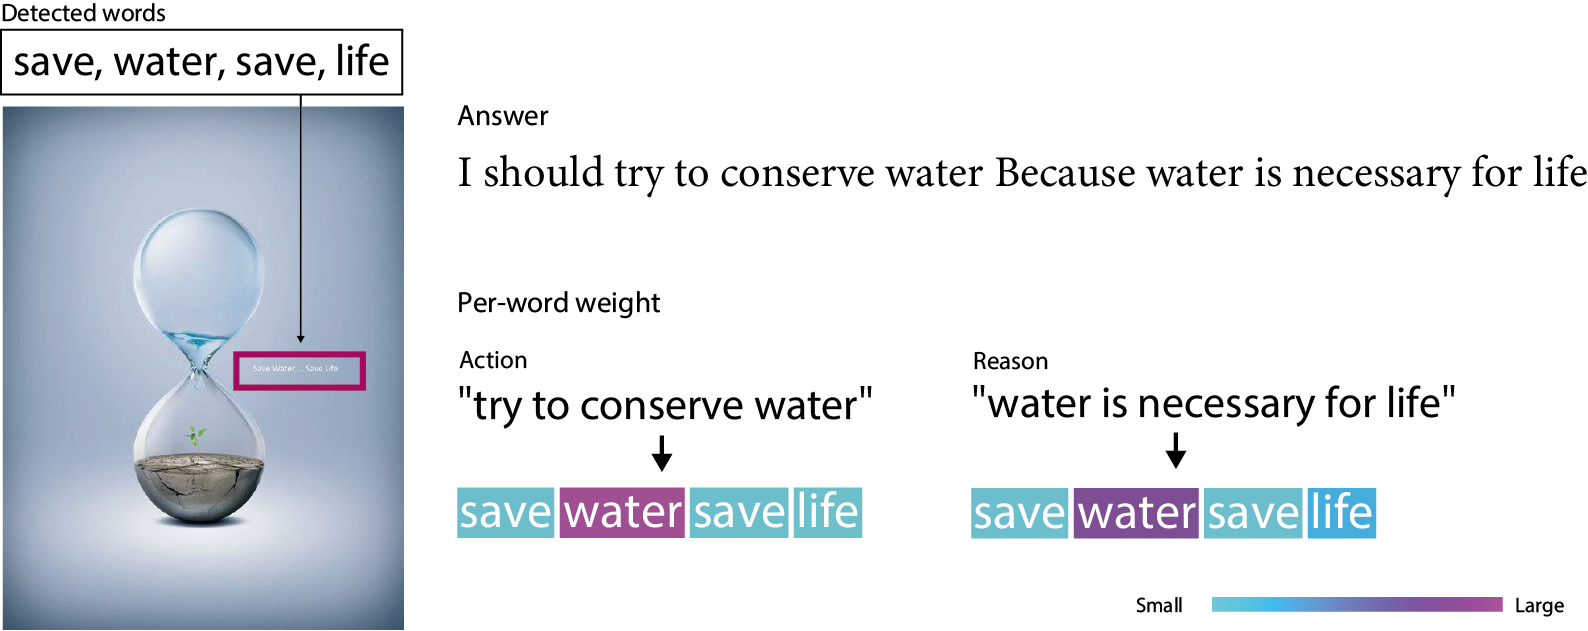 Detected words
save, water, save, life
Save Water ... Save Life
Answer
I should try to conserve water Because water is necessary for life
Per-word weight
Action
"try to conserve water"
save water save life
Reason
"water is necessary for life"
save water save life
Small
Large